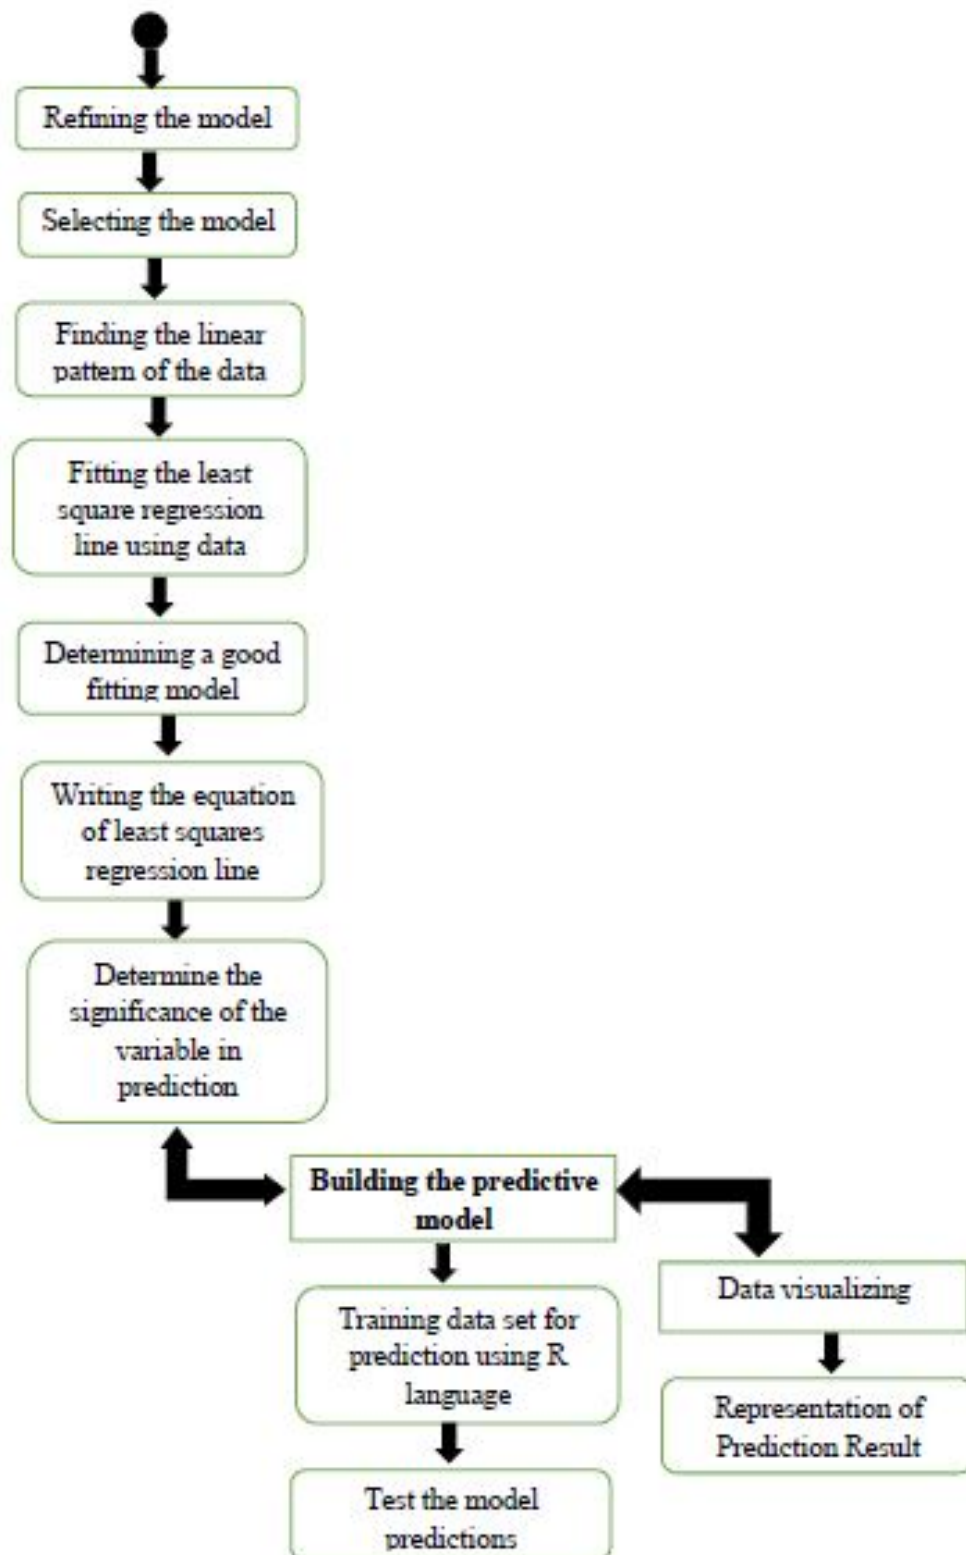 Refining the model
Selecting the model
Finding the linear
pattern of the data
Fitting the least
square regression
line using data
Determining a good
fitting model
Writing the equation
of least squares
regression line
Determine the
significance of the
variable in
prediction
Building the predictive
model
Training data set for
prediction using R
language
Test the model
predictions
Data visualizing
Representation of
Prediction Result